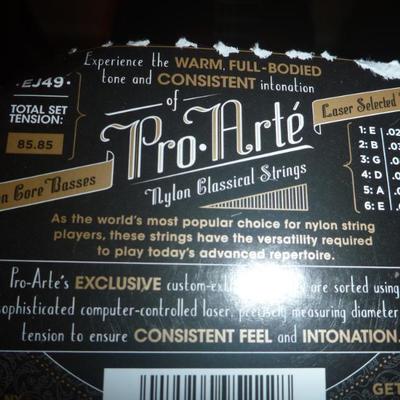 Experience the WARM, FULL-BODIED
tone and CONSISTENT intonation
of
EJ49
TOTAL SET
TENSION:
85.85
Pro·Arté
Nylon Classical Strings
Laser Selected
Core Basses
1: E
2: B
3: G
4: D
5: A
6: E
As the world's most popular choice for nylon string
players, these strings have the versatility required
to play today's advanced repertoire.
Pro-Arte's EXCLUSIVE are sorted using
sophisticated computer-controlled laser, precisely measuring diameter
tension to ensure CONSISTENT FEEL and INTONATION.
GET